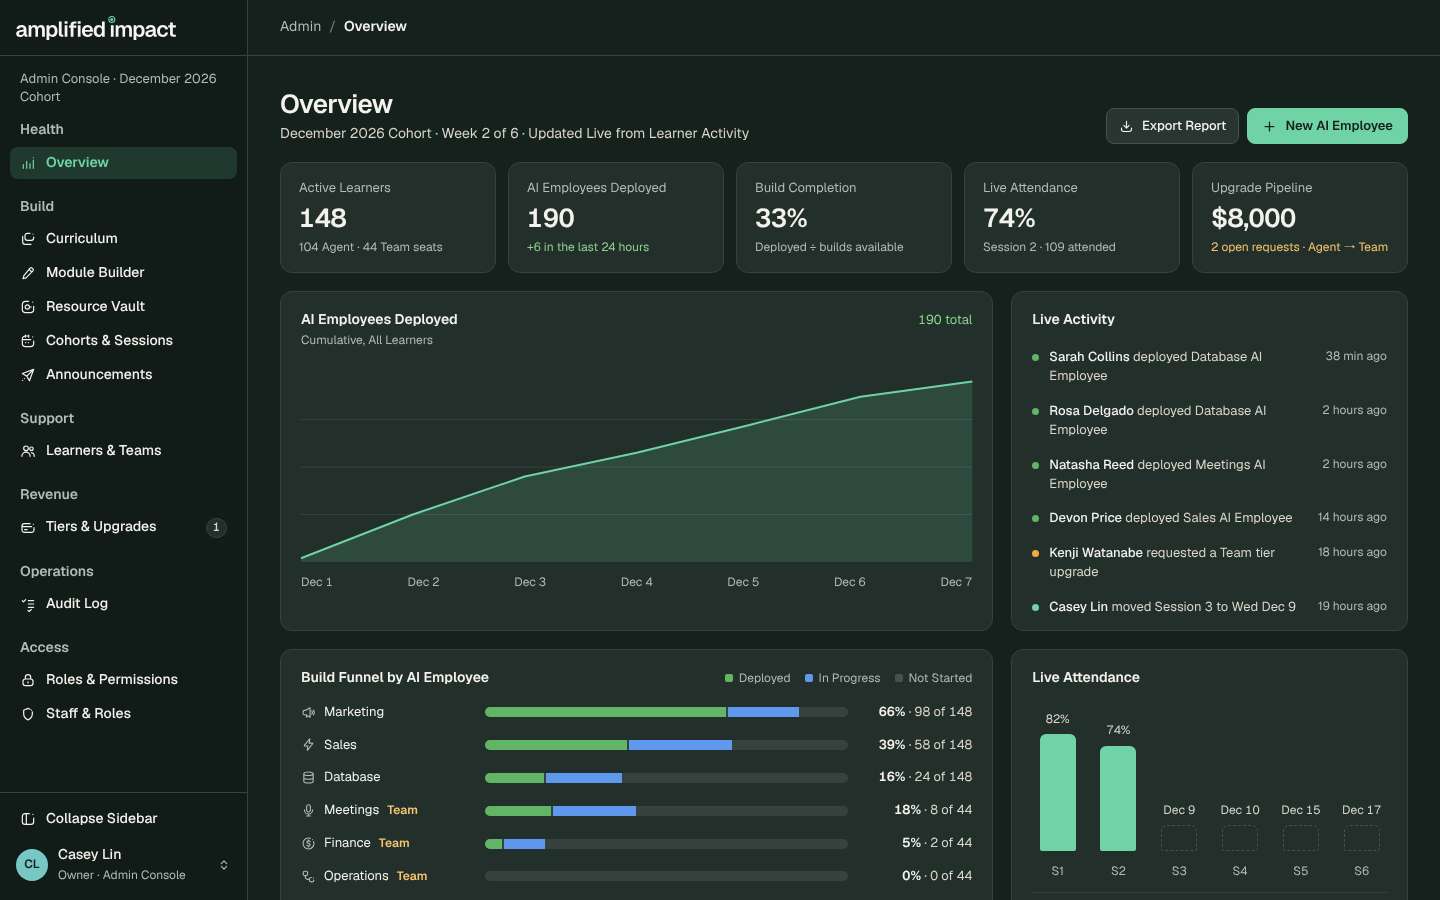 amplified impact
Admin Console · December 2026
Cohort
Health
Overview
Build
Curriculum
Module Builder
Resource Vault
Cohorts & Sessions
Announcements
Support
Learners & Teams
Revenue
Tiers & Upgrades 1
Operations
Audit Log
Access
Roles & Permissions
Staff & Roles
Collapse Sidebar
CL
Casey Lin
Owner · Admin Console
Admin / Overview
Overview
December 2026 Cohort · Week 2 of 6 · Updated Live from Learner Activity
Export Report
New AI Employee
Active Learners
148
104 Agent · 44 Team seats
AI Employees Deployed
190
+6 in the last 24 hours
Build Completion
33%
Deployed ÷ builds available
Live Attendance
74%
Session 2 · 109 attended
Upgrade Pipeline
$8,000
2 open requests · Agent → Team
AI Employees Deployed 190 total
Cumulative, All Learners
Dec 1 Dec 2 Dec 3 Dec 4 Dec 5 Dec 6 Dec 7
Live Activity
Sarah Collins deployed Database AI 38 min ago
Employee
Rosa Delgado deployed Database AI 2 hours ago
Employee
Natasha Reed deployed Meetings AI 2 hours ago
Employee
Devon Price deployed Sales AI Employee 14 hours ago
Kenji Watanabe requested a Team tier 18 hours ago
upgrade
Casey Lin moved Session 3 to Wed Dec 9 19 hours ago
Build Funnel by AI Employee Deployed In Progress Not Started
Marketing 66% · 98 of 148
Sales 39% · 58 of 148
Database 16% · 24 of 148
Meetings Team 18% · 8 of 44
Finance Team 5% · 2 of 44
Operations Team 0% · 0 of 44
Live Attendance
82%
74%
Dec 9 Dec 10 Dec 15 Dec 17
S1 S2 S3 S4 S5 S6